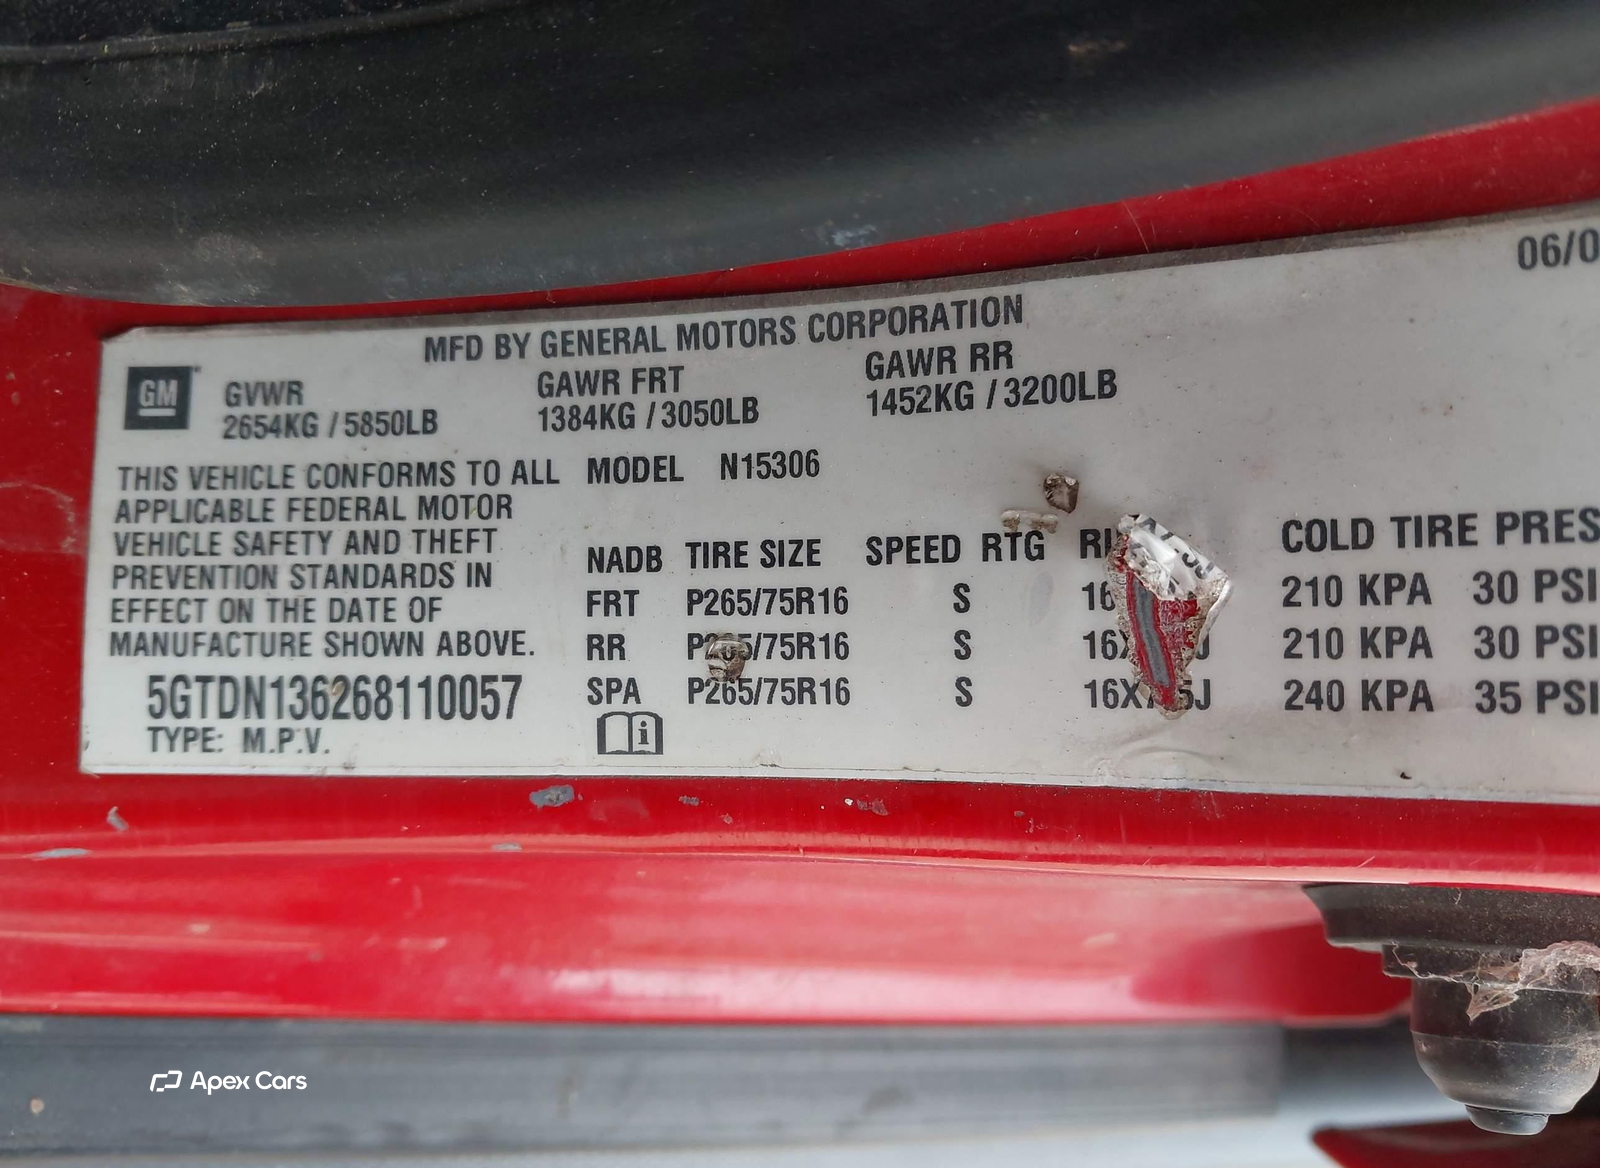 06/0
MFD BY GENERAL MOTORS CORPORATION
GM
GVWR GAWR FRT GAWR RR
2654KG / 5850LB 1384KG / 3050LB 1452KG / 3200LB
THIS VEHICLE CONFORMS TO ALL
APPLICABLE FEDERAL MOTOR
VEHICLE SAFETY AND THEFT
PREVENTION STANDARDS IN
EFFECT ON THE DATE OF
MANUFACTURE SHOWN ABOVE.
5GTDN136268110057
TYPE: M.P.V.
MODEL N15306
NADB TIRE SIZE SPEED RTG COLD TIRE PRES
FRT P265/75R16 S 210 KPA 30 PSI
RR P265/75R16 S 210 KPA 30 PSI
SPA P265/75R16 S 240 KPA 35 PSI
i
Apex Cars